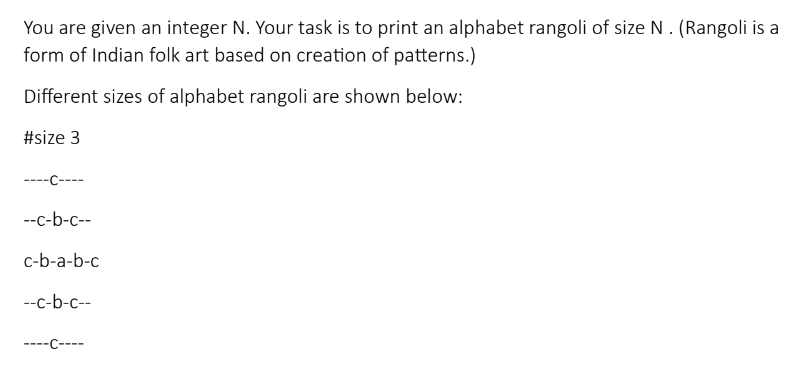 You are given an integer N. Your task is to print an alphabet rangoli of size N . (Rangoli is a
form of Indian folk art based on creation of patterns.)
Different sizes of alphabet rangoli are shown below:
#size 3
----c----
--c-b-c--
c-b-a-b-c
--c-b-c--
----c----